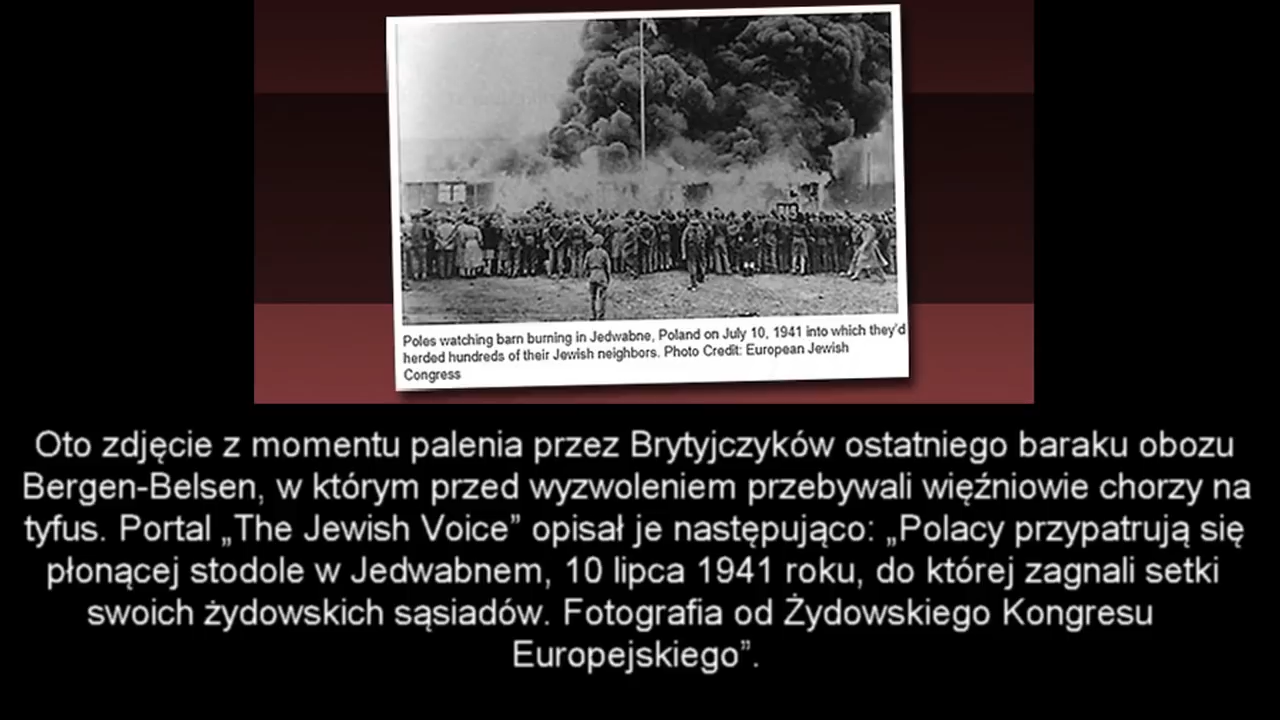 Poles watching barn burning in Jedwabne, Poland on July 10, 1941 into which they'd
herded hundreds of their Jewish neighbors. Photo Credit: European Jewish
Congress
Oto zdjęcie z momentu palenia przez Brytyjczyków ostatniego baraku obozu
Bergen-Belsen, w którym przed wyzwoleniem przebywali więźniowie chorzy na
tyfus. Portal „The Jewish Voice” opisał je następująco: „Polacy przypatrują się
płonącej stodole w Jedwabnem, 10 lipca 1941 roku, do której zagnali setki
swoich żydowskich sąsiadów. Fotografia od Żydowskiego Kongresu
Europejskiego”.